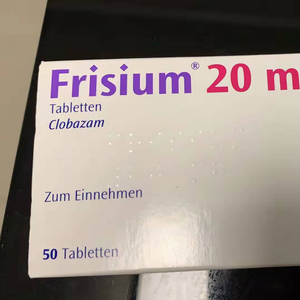 Frisium® 20 m
Tabletten
Clobazam
Zum Einnehmen
50 Tabletten